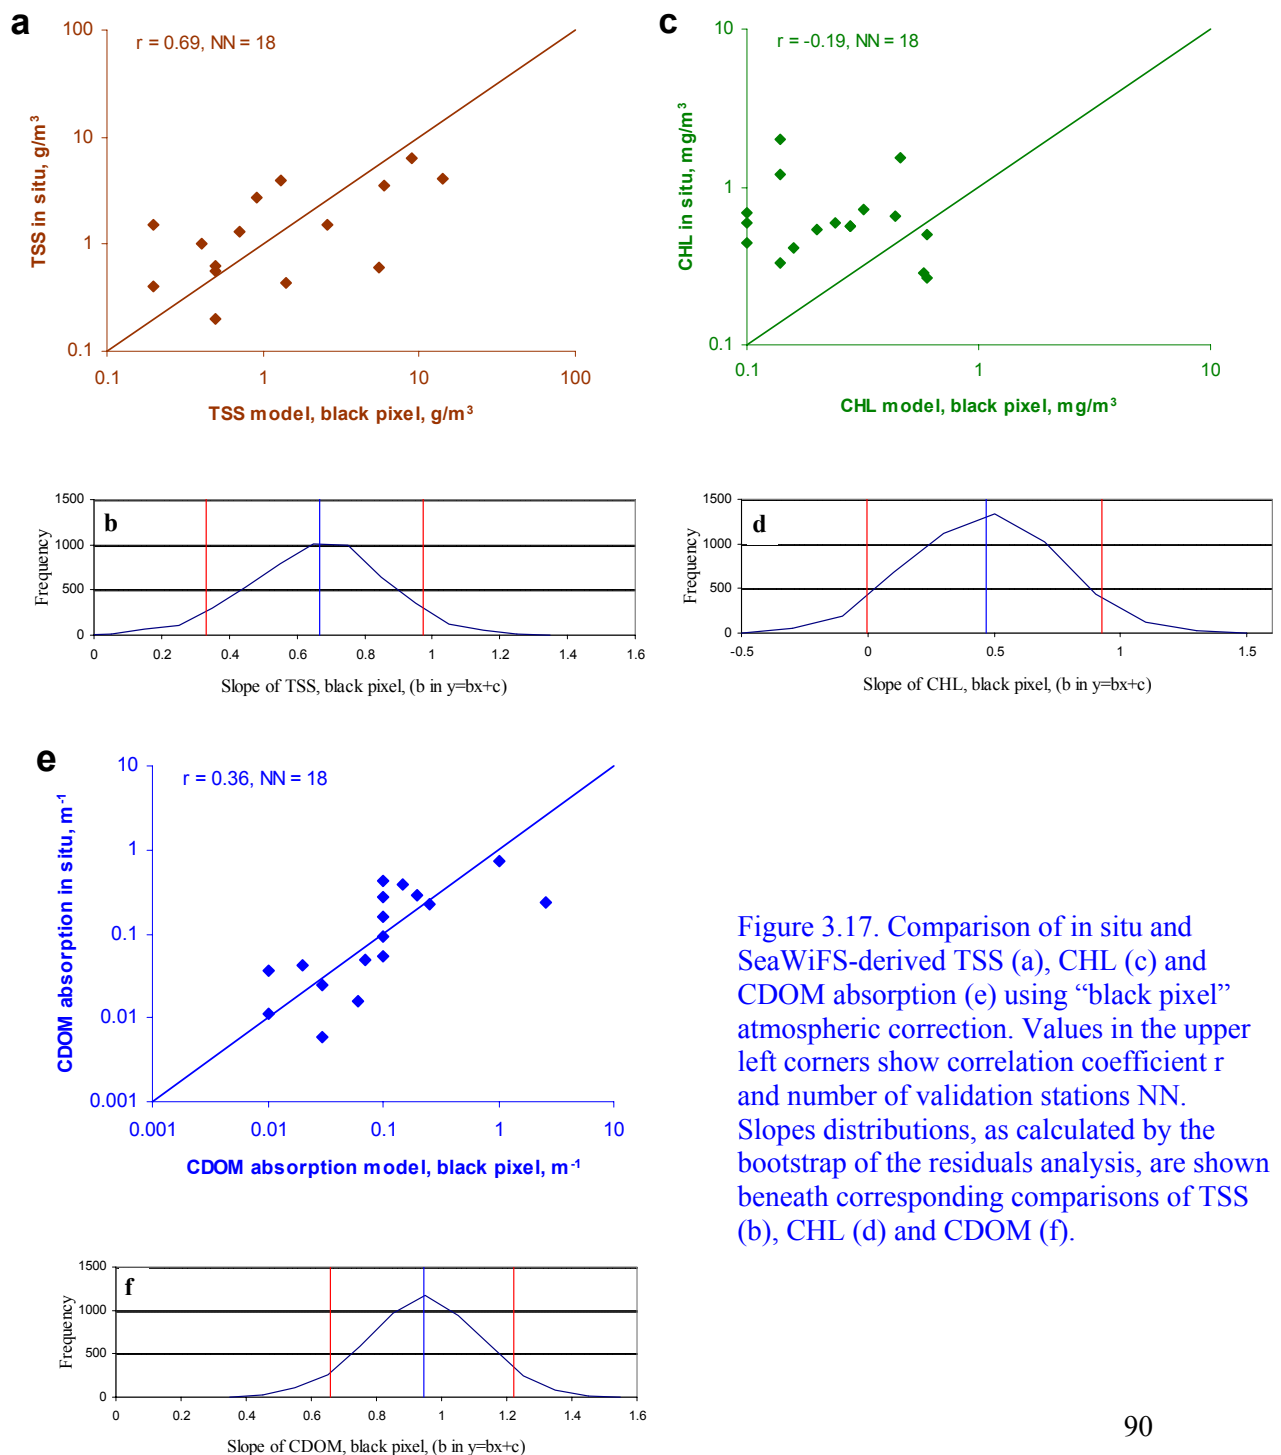 a
r = 0.69, NN = 18
100
10
1
0.1
TSS in situ, g/m³
0.1 1 10 100
TSS model, black pixel, g/m³
c
r = -0.19, NN = 18
10
1
0.1
CHL in situ, mg/m³
0.1 1 10
CHL model, black pixel, mg/m³
b
1500
1000
500
0
Frequency
0 0.2 0.4 0.6 0.8 1 1.2 1.4 1.6
Slope of TSS, black pixel, (b in y=bx+c)
d
1500
1000
500
0
Frequency
-0.5 0 0.5 1 1.5
Slope of CHL, black pixel, (b in y=bx+c)
e
r = 0.36, NN = 18
10
1
0.1
0.01
0.001
CDOM absorption in situ, m⁻¹
0.001 0.01 0.1 1 10
CDOM absorption model, black pixel, m⁻¹
Figure 3.17. Comparison of in situ and
SeaWiFS-derived TSS (a), CHL (c) and
CDOM absorption (e) using “black pixel”
atmospheric correction. Values in the upper
left corners show correlation coefficient r
and number of validation stations NN.
Slopes distributions, as calculated by the
bootstrap of the residuals analysis, are shown
beneath corresponding comparisons of TSS
(b), CHL (d) and CDOM (f).
f
1500
1000
500
0
Frequency
0 0.2 0.4 0.6 0.8 1 1.2 1.4 1.6
Slope of CDOM, black pixel, (b in y=bx+c)
90